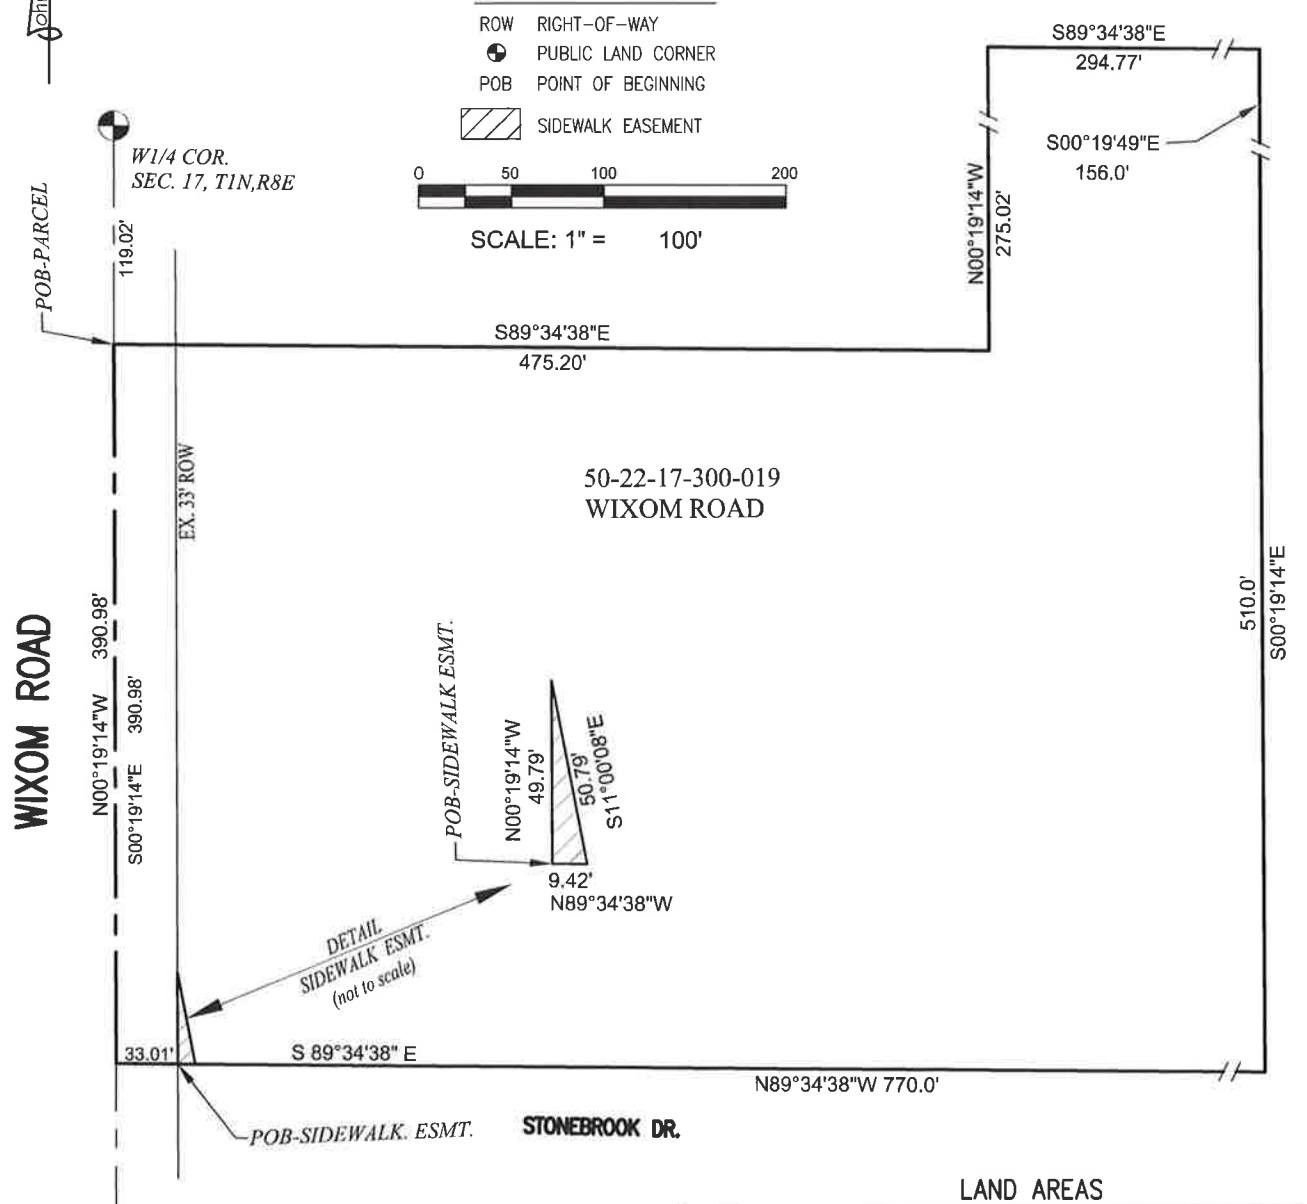 ROW RIGHT-OF-WAY
PUBLIC LAND CORNER
POB POINT OF BEGINNING
SIDEWALK EASEMENT
0 50 100 200
SCALE: 1" = 100'
W1/4 COR.
SEC. 17, T1N,R8E
POB-PARCEL
119.02'
S89°34'38"E
294.77'
S00°19'49"E
156.0'
N00°19'14"W
275.02'
S89°34'38"E
475.20'
EX. 33' ROW
50-22-17-300-019
WIXOM ROAD
WIXOM ROAD
N00°19'14"W 390.98'
S00°19'14"E 390.98'
510.0'
S00°19'14"E
POB-SIDEWALK ESMT.
N00°19'14"W
49.79'
50.79'
S11°00'08"E
9.42'
N89°34'38"W
DETAIL
SIDEWALK ESMT.
(not to scale)
33.01'
S 89°34'38" E
N89°34'38"W 770.0'
POB-SIDEWALK. ESMT.
STONEBROOK DR.
LAND AREAS